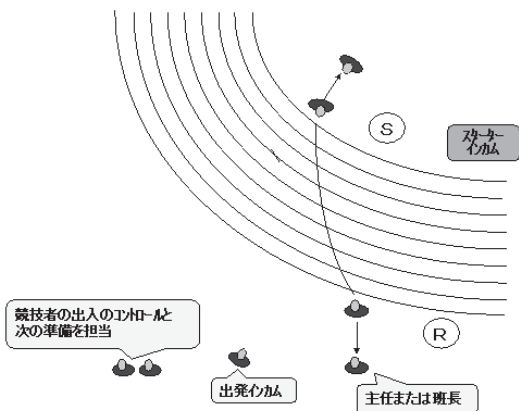 S
スターター
インカム
競技者の出入のコントロールと
次の準備を担当
R
出発インカム
主任または班長